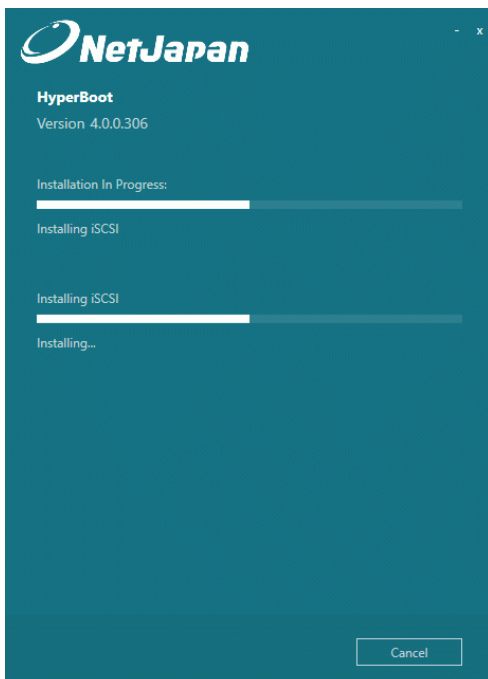 NetJapan
HyperBoot
Version 4.0.0.306
Installation In Progress:
Installing iSCSI
Installing iSCSI
Installing...
Cancel